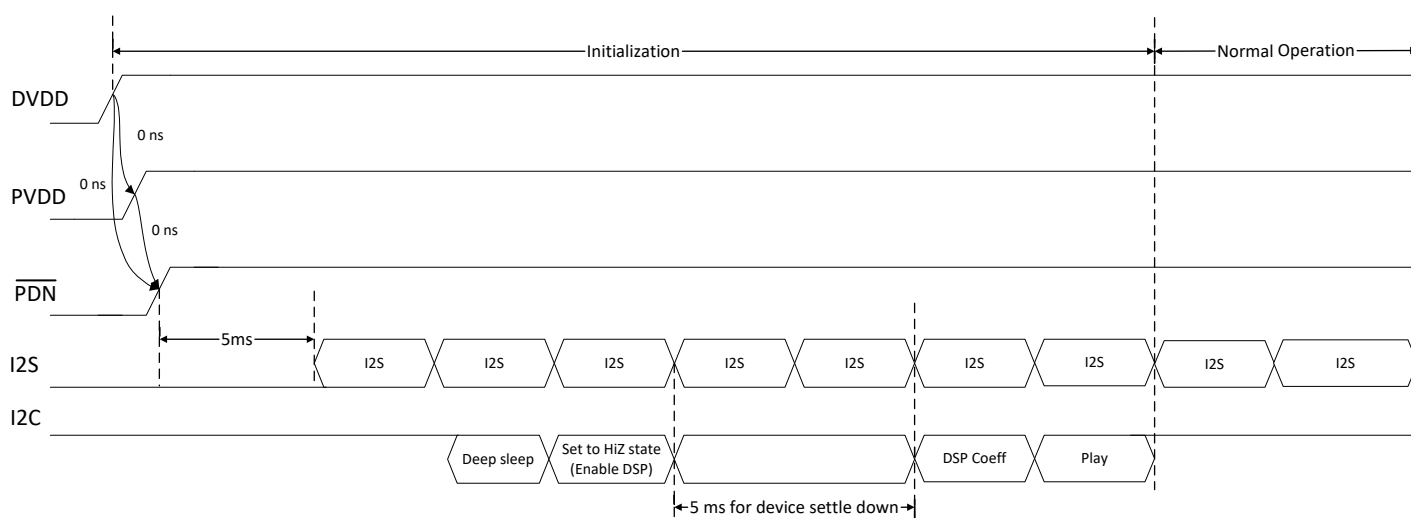 Initialization
Normal Operation
DVDD
0 ns
PVDD
0 ns
0 ns
PDN
5ms
I2S
I2S
I2S
I2S
I2S
I2S
I2S
I2S
I2S
I2S
I2C
Deep sleep
Set to HiZ state
(Enable DSP)
DSP Coeff
Play
5 ms for device settle down